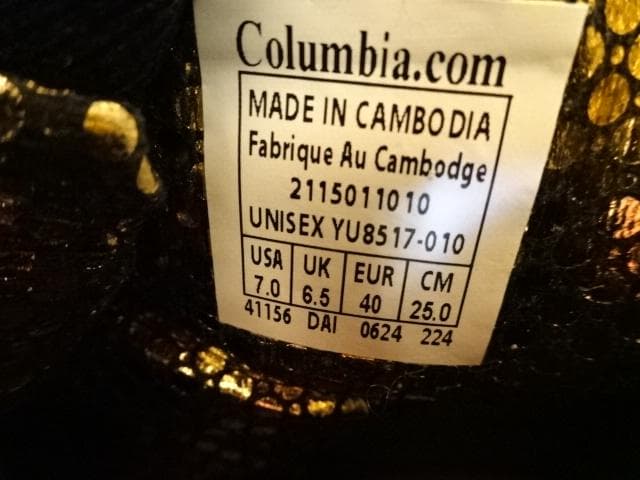 Columbia.com
MADE IN CAMBODIA
Fabrique Au Cambodge
2115011010
UNISEX YU8517-010
USA UK EUR CM
7.0 6.5 40 25.0
41156 DAI 0624 224